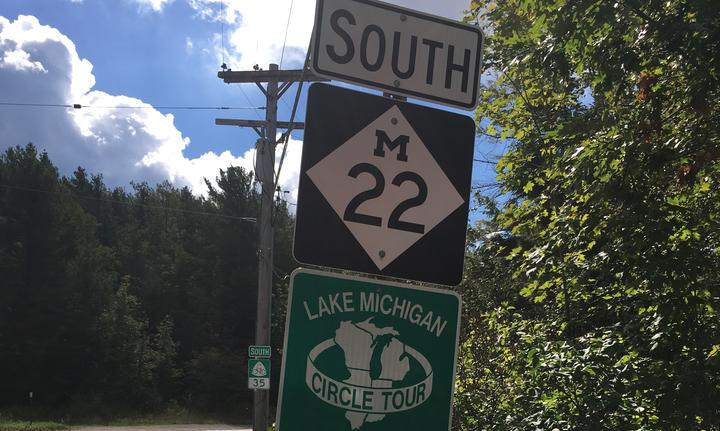 SOUTH
M
22
LAKE MICHIGAN
CIRCLE TOUR
SOUTH
35